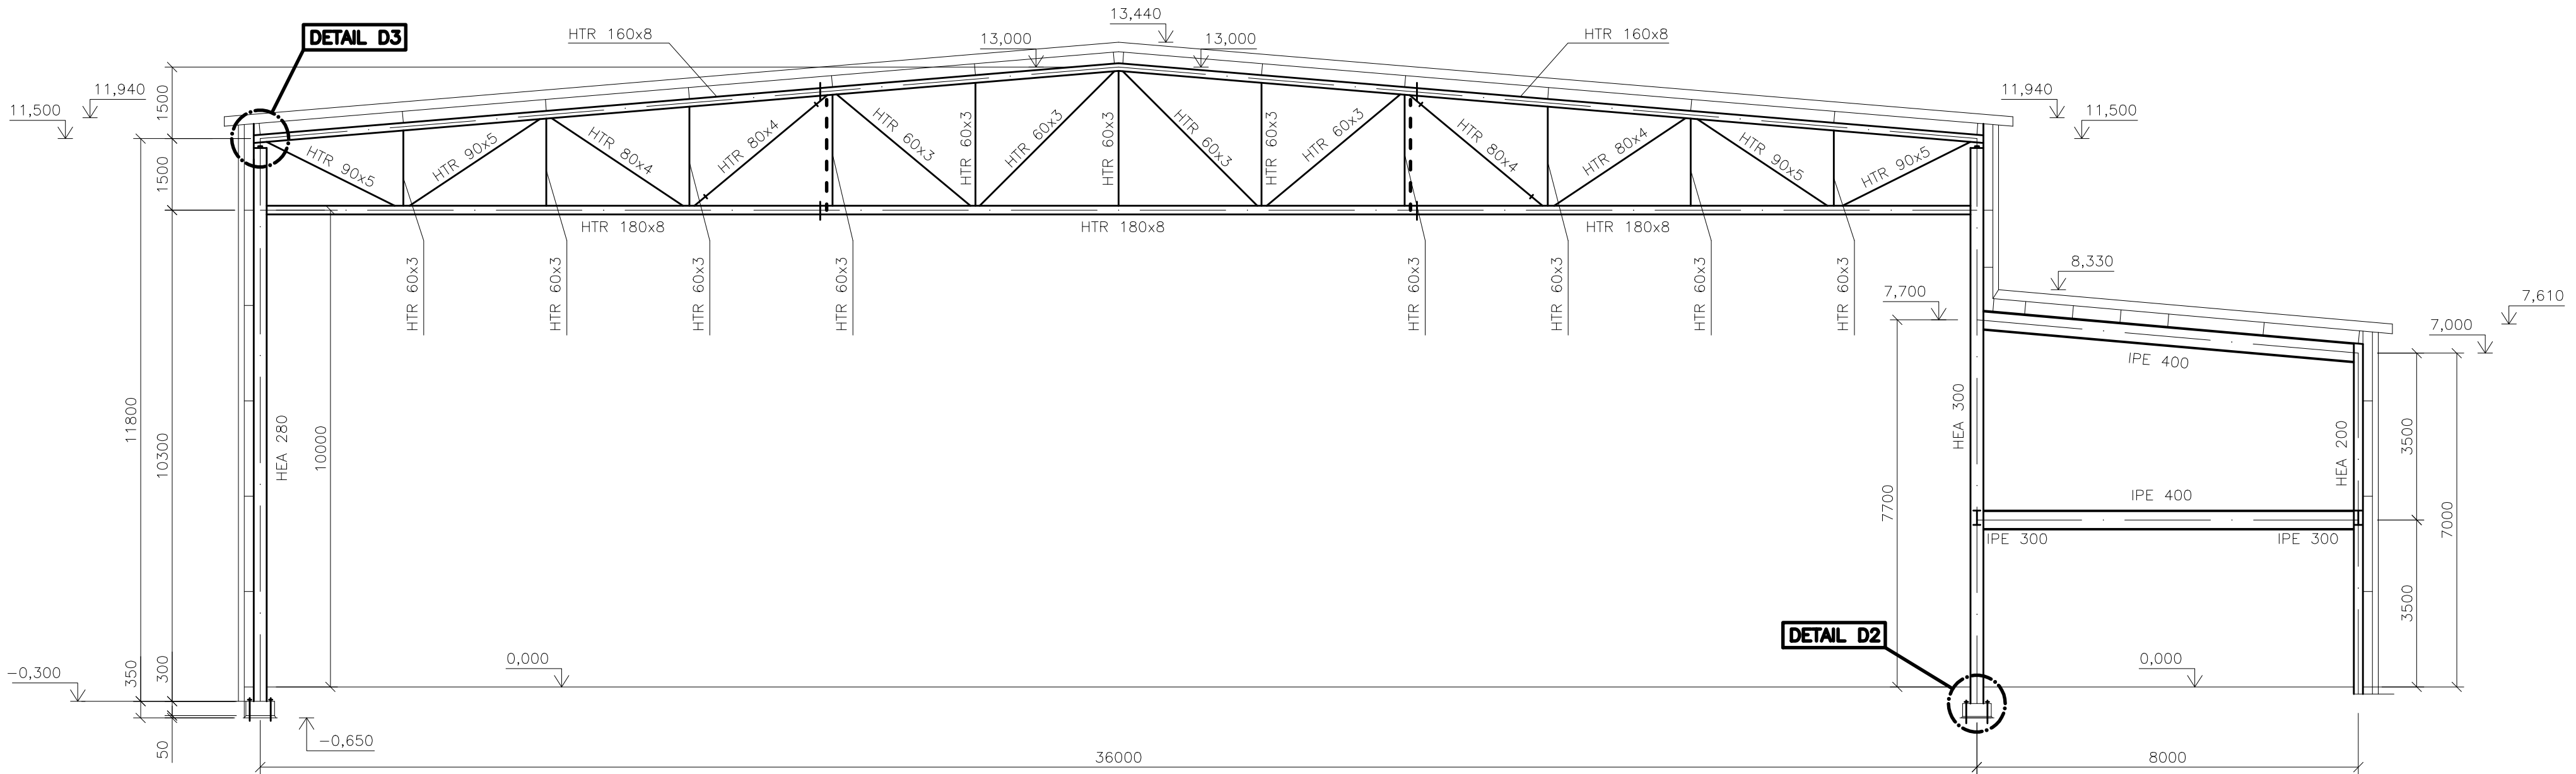 13,440
DETAIL D3
HTR 160x8
13,000
13,000
HTR 160x8
11,940
11,500
1500
11,940
11,500
1500
HTR 90x5
HTR 90x5
HTR 80x4
HTR 80x4
HTR 60x3
HTR 60x3
HTR 60x3
HTR 60x3
HTR 60x3
HTR 60x3
HTR 60x3
HTR 80x4
HTR 80x4
HTR 90x5
HTR 90x5
HTR 180x8
HTR 180x8
HTR 180x8
HTR 60x3
HTR 60x3
HTR 60x3
HTR 60x3
HTR 60x3
HTR 60x3
HTR 60x3
HTR 60x3
8,330
7,700
7,610
7,000
IPE 400
11800
10300
HEA 280
10000
HEA 300
HEA 200
3500
7700
IPE 400
7000
IPE 300
IPE 300
3500
DETAIL D2
0,000
0,000
-0,300
350
300
-0,650
50
36000
8000